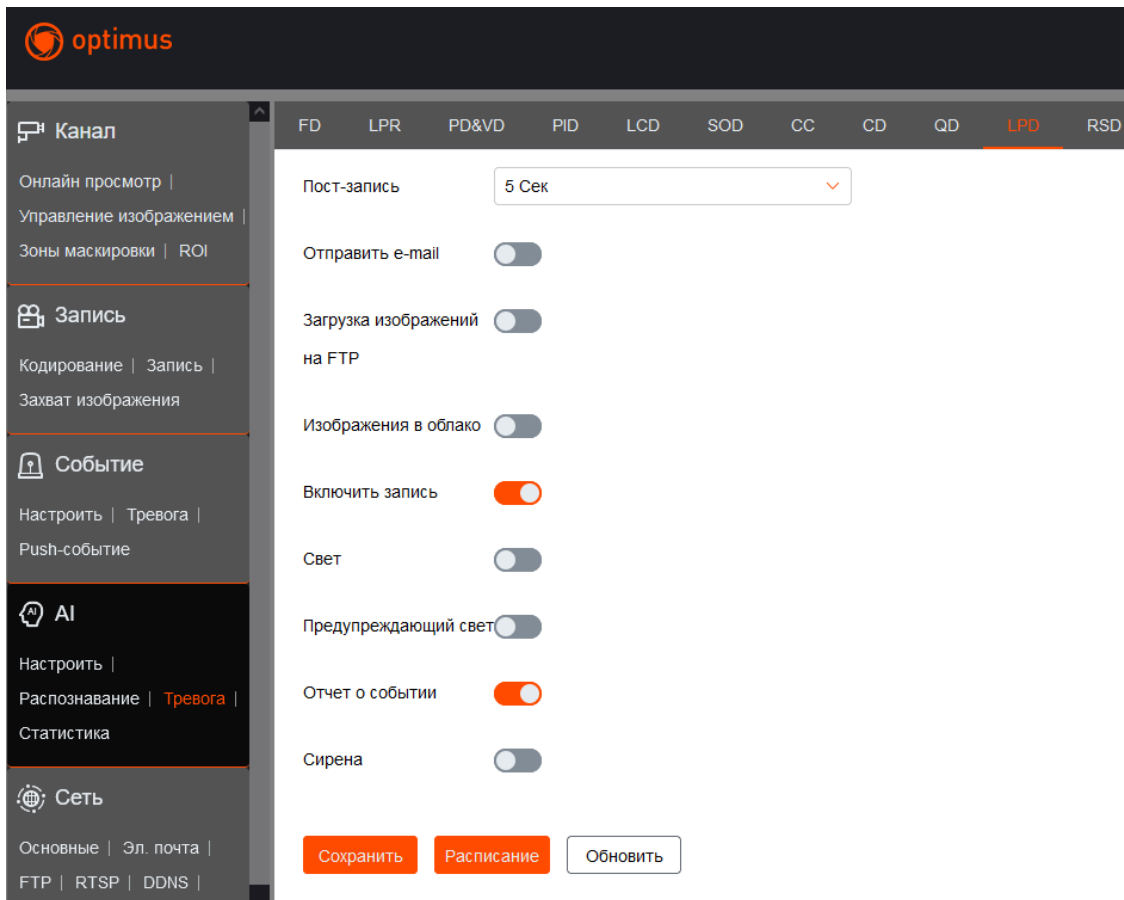 optimus
Канал
Онлайн просмотр |
Управление изображением |
Зоны маскировки | ROI
Запись
Кодирование | Запись |
Захват изображения
Событие
Настроить | Тревога |
Push-событие
AI
AI
Настроить |
Распознавание | Тревога |
Статистика
Сеть
Основные | Эл. почта |
FTP | RTSP | DDNS |
FD LPR PD&VD PID LCD SOD CC CD QD LPD RSD
Пост-запись 5 Сек
Отправить e-mail
Загрузка изображений
на FTP
Изображения в облако
Включить запись
Свет
Предупреждающий свет
Отчет о событии
Сирена
Сохранить Расписание Обновить